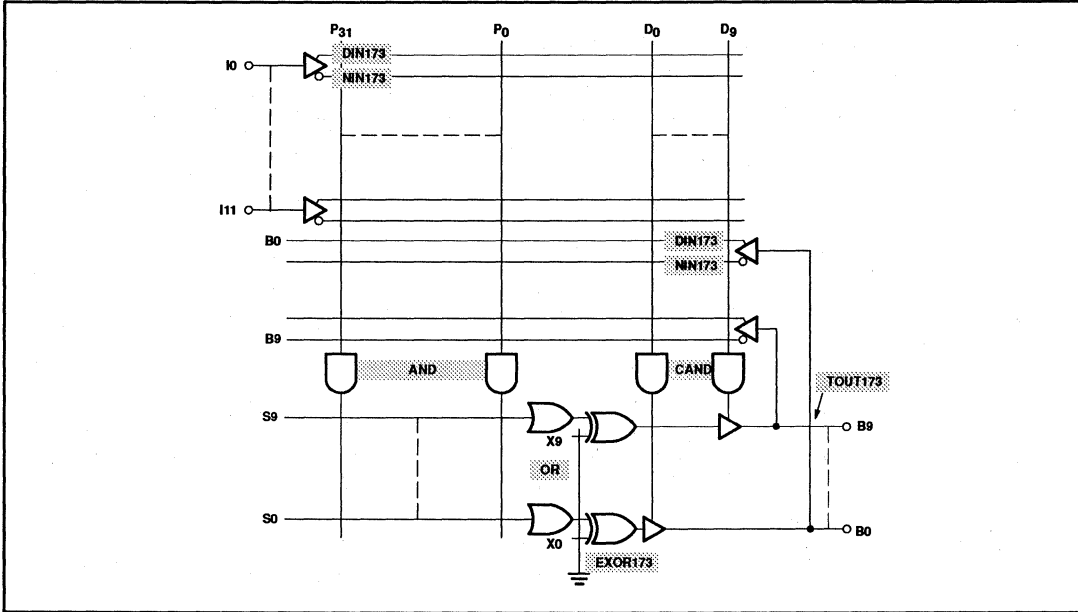 P31 P0 D0 D9
DIN173
I0
NIN173
I11
B0 DIN173
NIN173
B9
AND CAND
TOUT173
S9 B9
X9
OR
S0 B0
X0
EXOR173